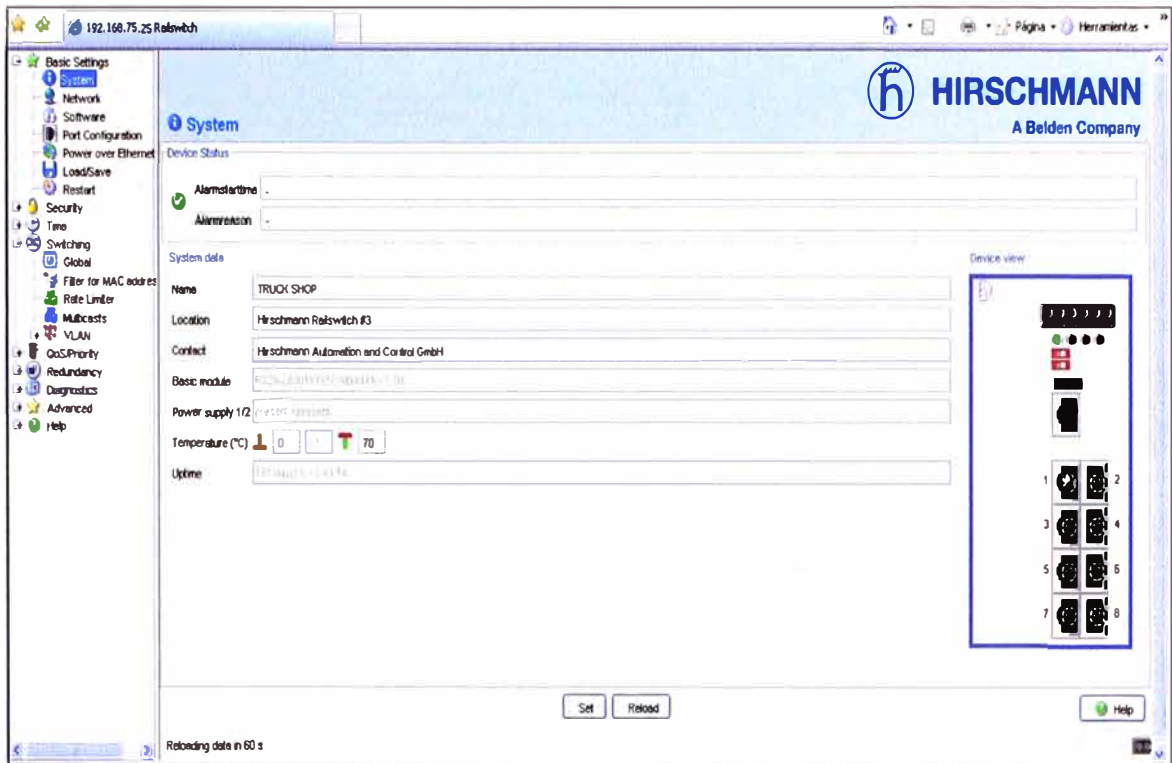 192.168.75.25 Railswitch
Página
Herramientas
Basic Settings
System
Network
Software
Port Configuration
Power over Ethernet
Load/Save
Restart
Security
Time
Switching
Global
Filter for MAC addres
Rate Limiter
Multicasts
VLAN
QoS/Priority
Redundancy
Diagnostics
Advanced
Help
HIRSCHMANN
A Belden Company
System
Device Status
Alarmstarttime -
Alarmreason -
System data
Device view
Name TRUCK SHOP
Location Hirschmann Railswitch #3
Contact Hirschmann Automation and Control GmbH
Basic module
Power supply 1/2
Temperature (°C) 0 70
Uptime
1 2
3 4
5 6
7 8
Set Reload Help
Reloading data in 60 s